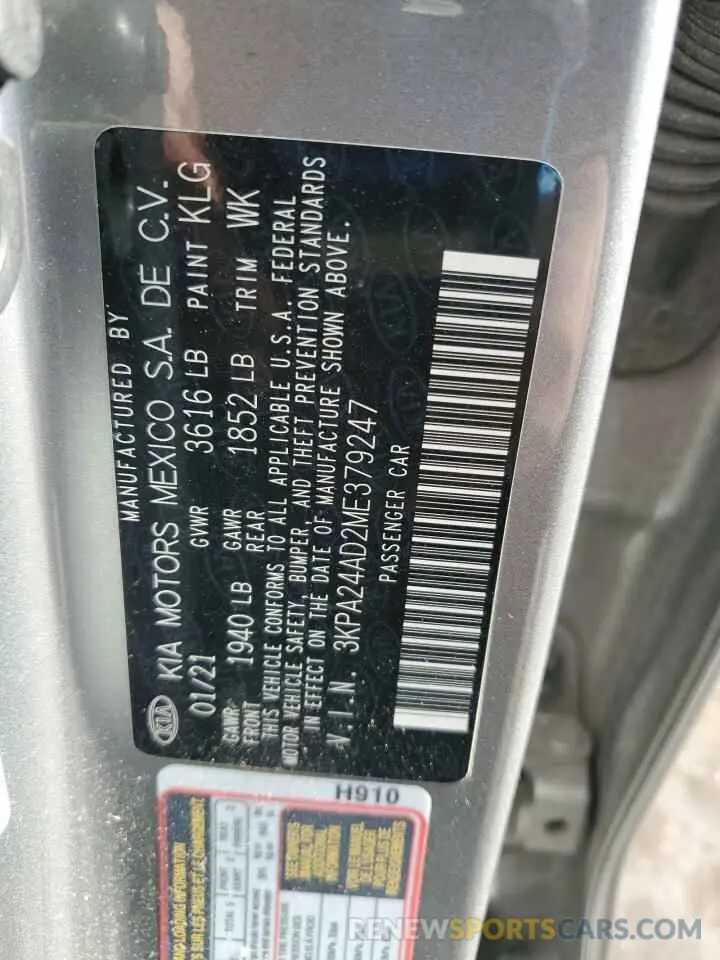 MANUFACTURED BY
KIA KIA MOTORS MEXICO S.A. DE C.V.
01/21 GVWR 3616 LB PAINT KLG
GAWR FRONT 1940 LB GAWR REAR 1852 LB TRIM WK
THIS VEHICLE CONFORMS TO ALL APPLICABLE U.S.A. FEDERAL
MOTOR VEHICLE SAFETY, BUMPER, AND THEFT PREVENTION STANDARDS
IN EFFECT ON THE DATE OF MANUFACTURE SHOWN ABOVE.
V.I.N. 3KPA24AD2ME379247
PASSENGER CAR
H910
RENEWSPORTSCARS.COM